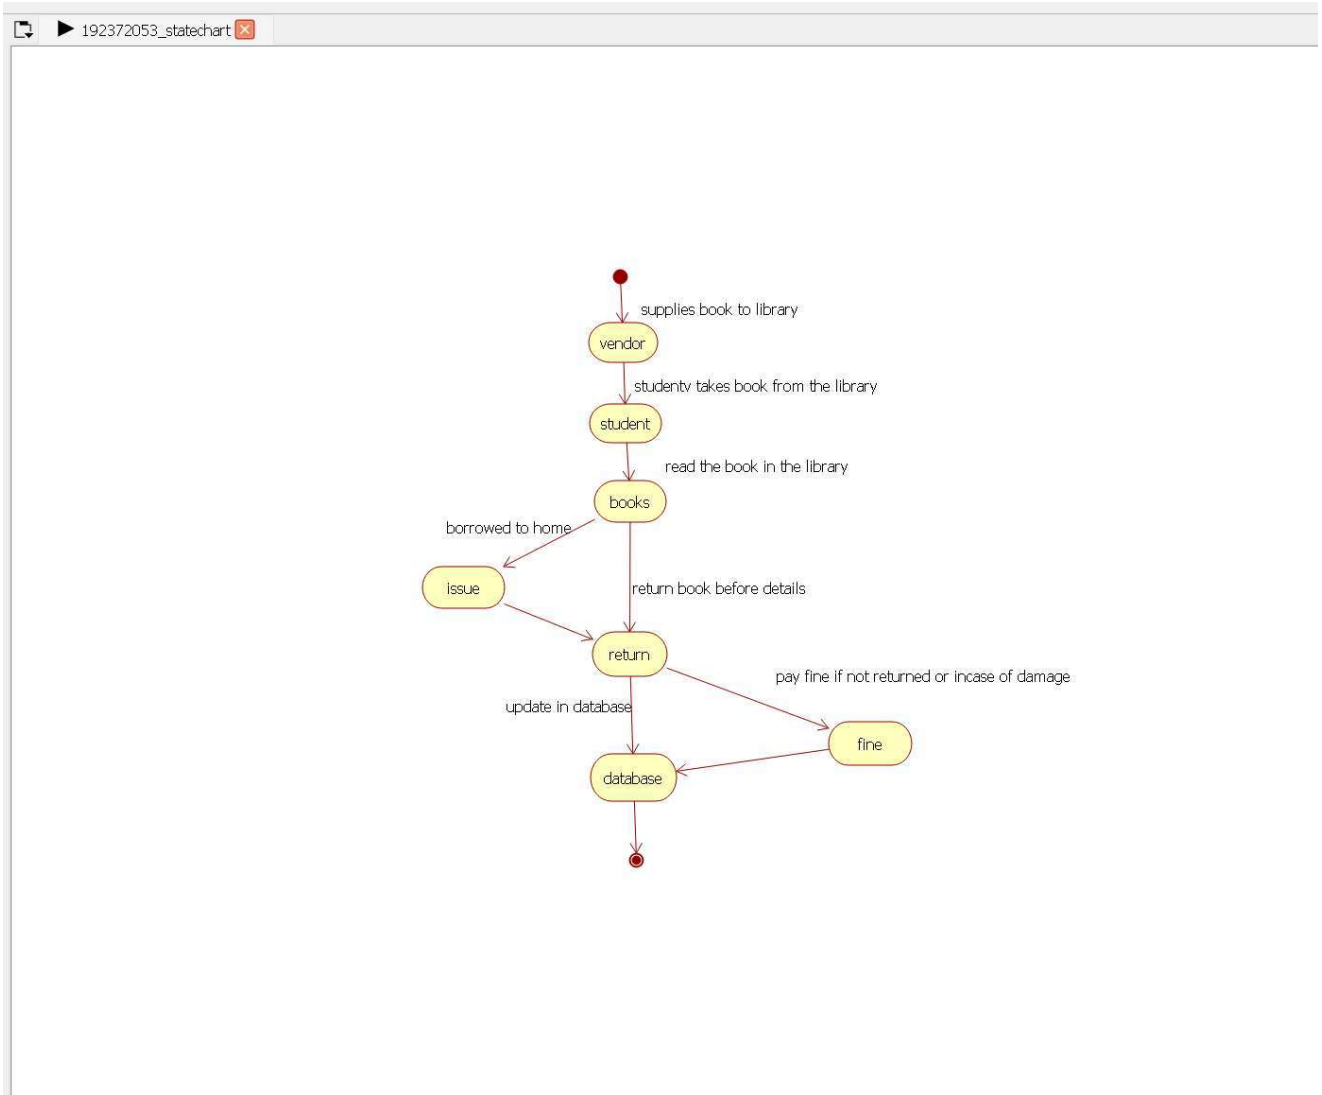 192372053_statechart
supplies book to library
vendor
studentv takes book from the library
student
read the book in the library
books
borrowed to home
issue
return book before details
return
pay fine if not returned or incase of damage
update in database
fine
database